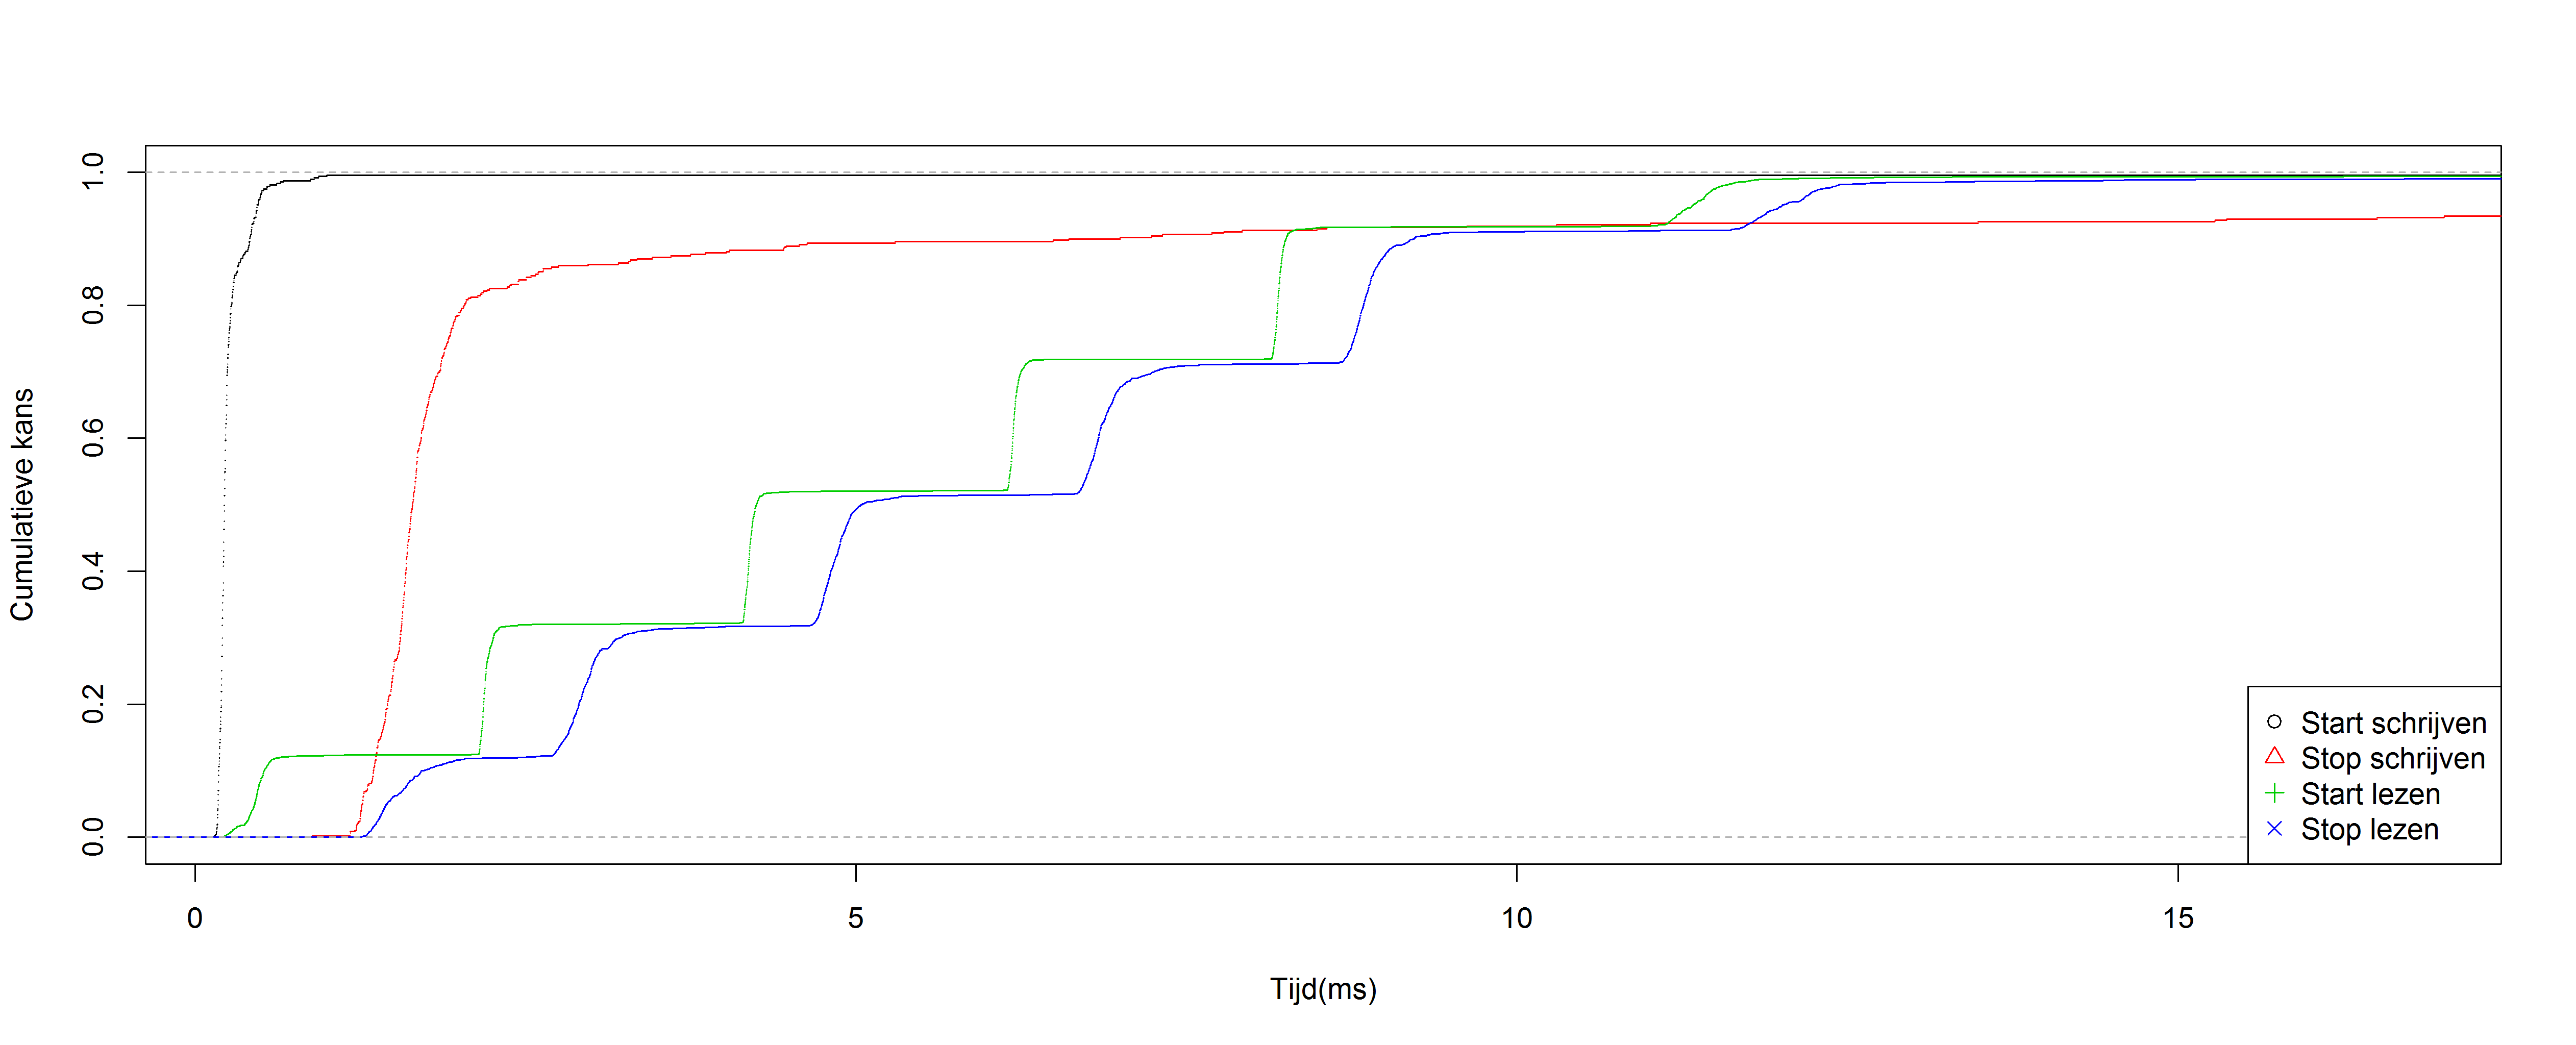 Cumulatieve kans
1.0
0.8
0.6
0.4
0.2
0.0
0
5
10
15
Tijd(ms)
Start schrijven
Stop schrijven
Start lezen
Stop lezen